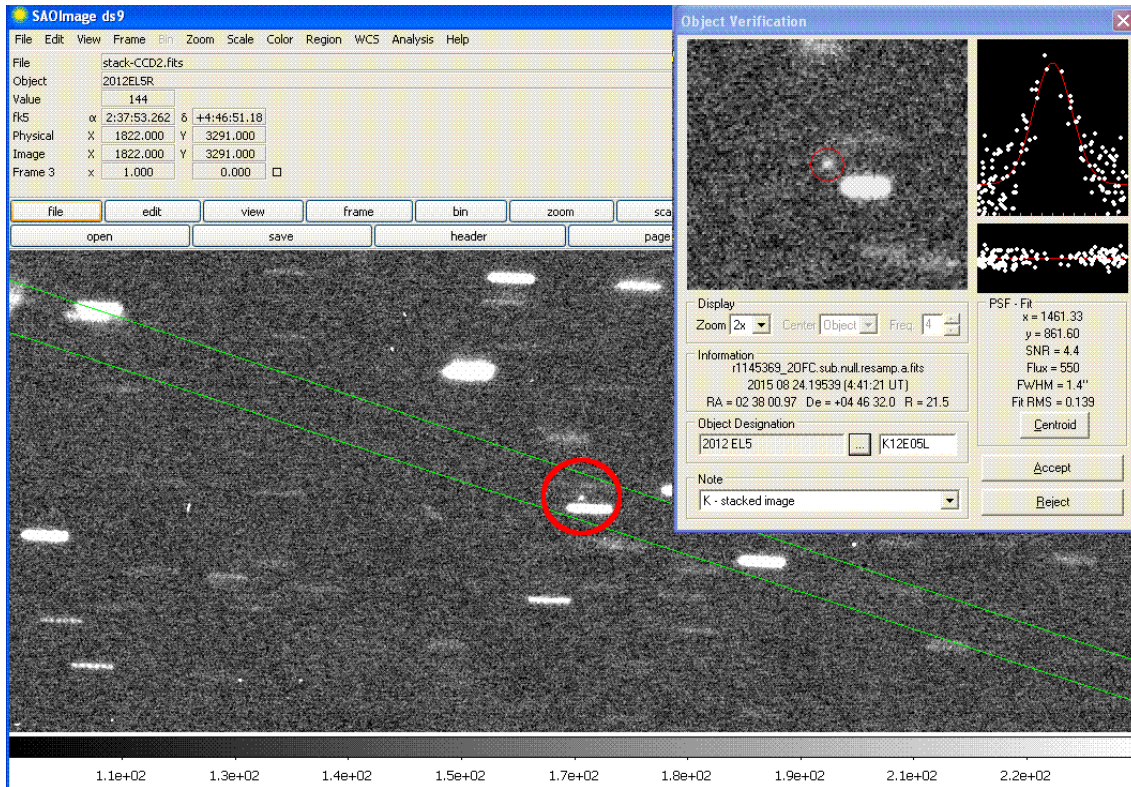 SAOImage ds9
File Edit View Frame Bin Zoom Scale Color Region WCS Analysis Help
File stack-CCD2.fits
Object 2012EL5R
Value 144
fk5 α 2:37:53.262 δ +4:46:51.18
Physical X 1822.000 Y 3291.000
Image X 1822.000 Y 3291.000
Frame 3 x 1.000 0.000
file edit view frame bin zoom sca
open save header page
1.1e+02 1.3e+02 1.4e+02 1.5e+02 1.7e+02 1.8e+02 1.9e+02 2.1e+02 2.2e+02
Object Verification
Display
Zoom 2x Center Object Freq. 4
Information
r1145369_2OFC.sub.null.resamp.a.fits
2015 08 24.19539 (4:41:21 UT)
RA = 02 38 00.97 De = +04 46 32.0 R = 21.5
Object Designation
2012 EL5 ... K12E05L
Note
K - stacked image
PSF - Fit
x = 1461.33
y = 861.60
SNR = 4.4
Flux = 550
FWHM = 1.4"
Fit RMS = 0.139
Centroid
Accept
Reject